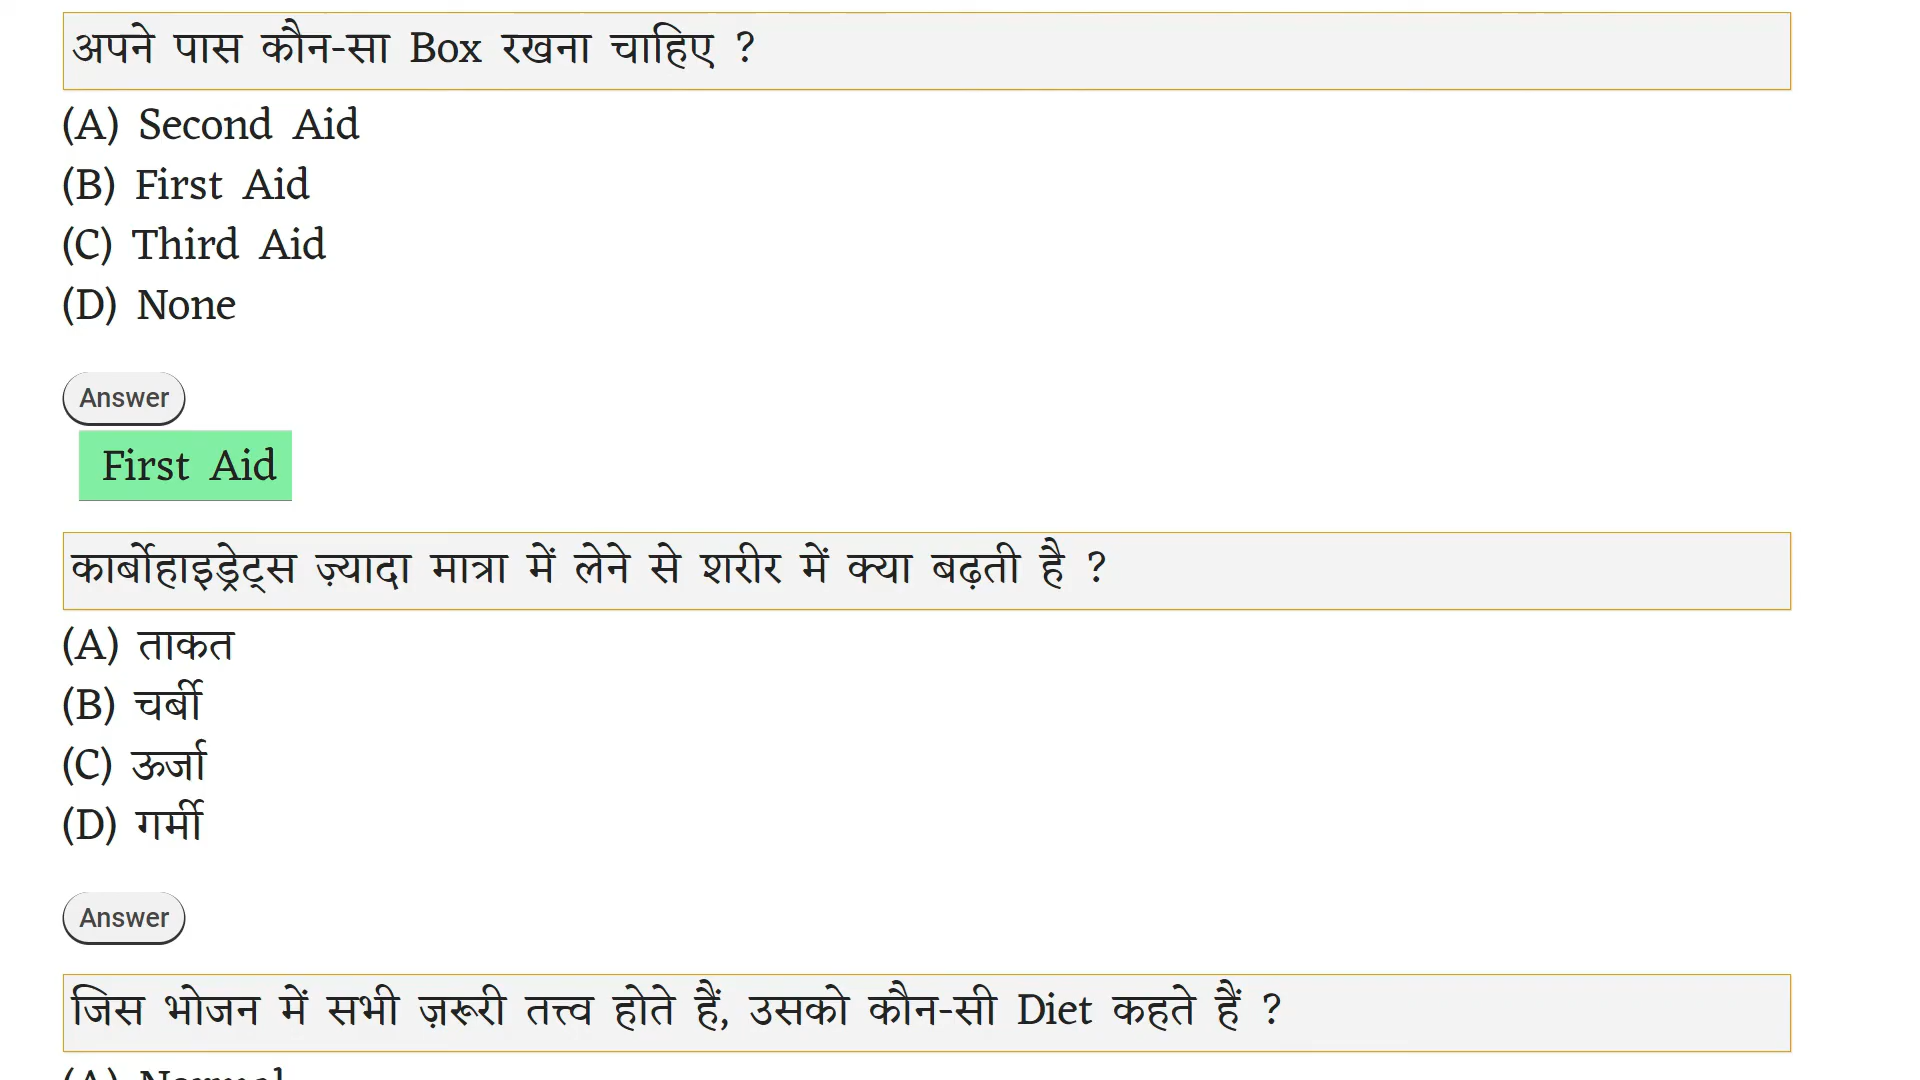 अपने पास कौन-सा Box रखना चाहिए ?
(A) Second Aid
(B) First Aid
(C) Third Aid
(D) None
Answer
First Aid
कार्बोहाइड्रेट्स ज़्यादा मात्रा में लेने से शरीर में क्या बढ़ती है ?
(A) ताकत
(B) चर्बी
(C) ऊर्जा
(D) गर्मी
Answer
जिस भोजन में सभी ज़रूरी तत्त्व होते हैं, उसको कौन-सी Diet कहते हैं ?
(A) Normal